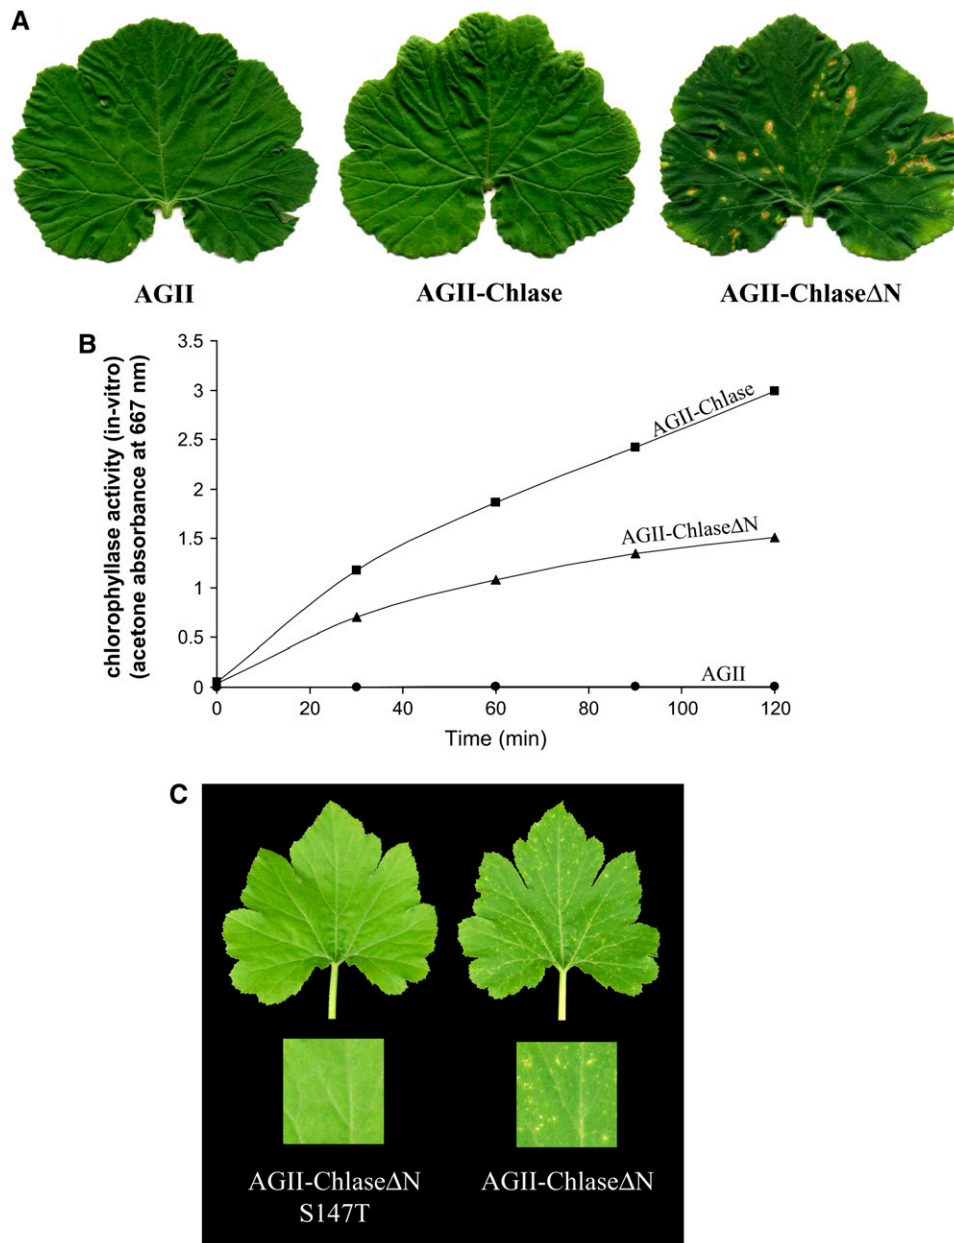 A
AGII
AGII-Chlase
AGII-ChlaseΔN
B
chlorophyllase activity (in-vitro)
(acetone absorbance at 667 nm)
3.5
3
2.5
2
1.5
1
0.5
0
AGII-Chlase
AGII-ChlaseΔN
AGII
0 20 40 60 80 100 120
Time (min)
C
AGII-ChlaseΔN
S147T
AGII-ChlaseΔN